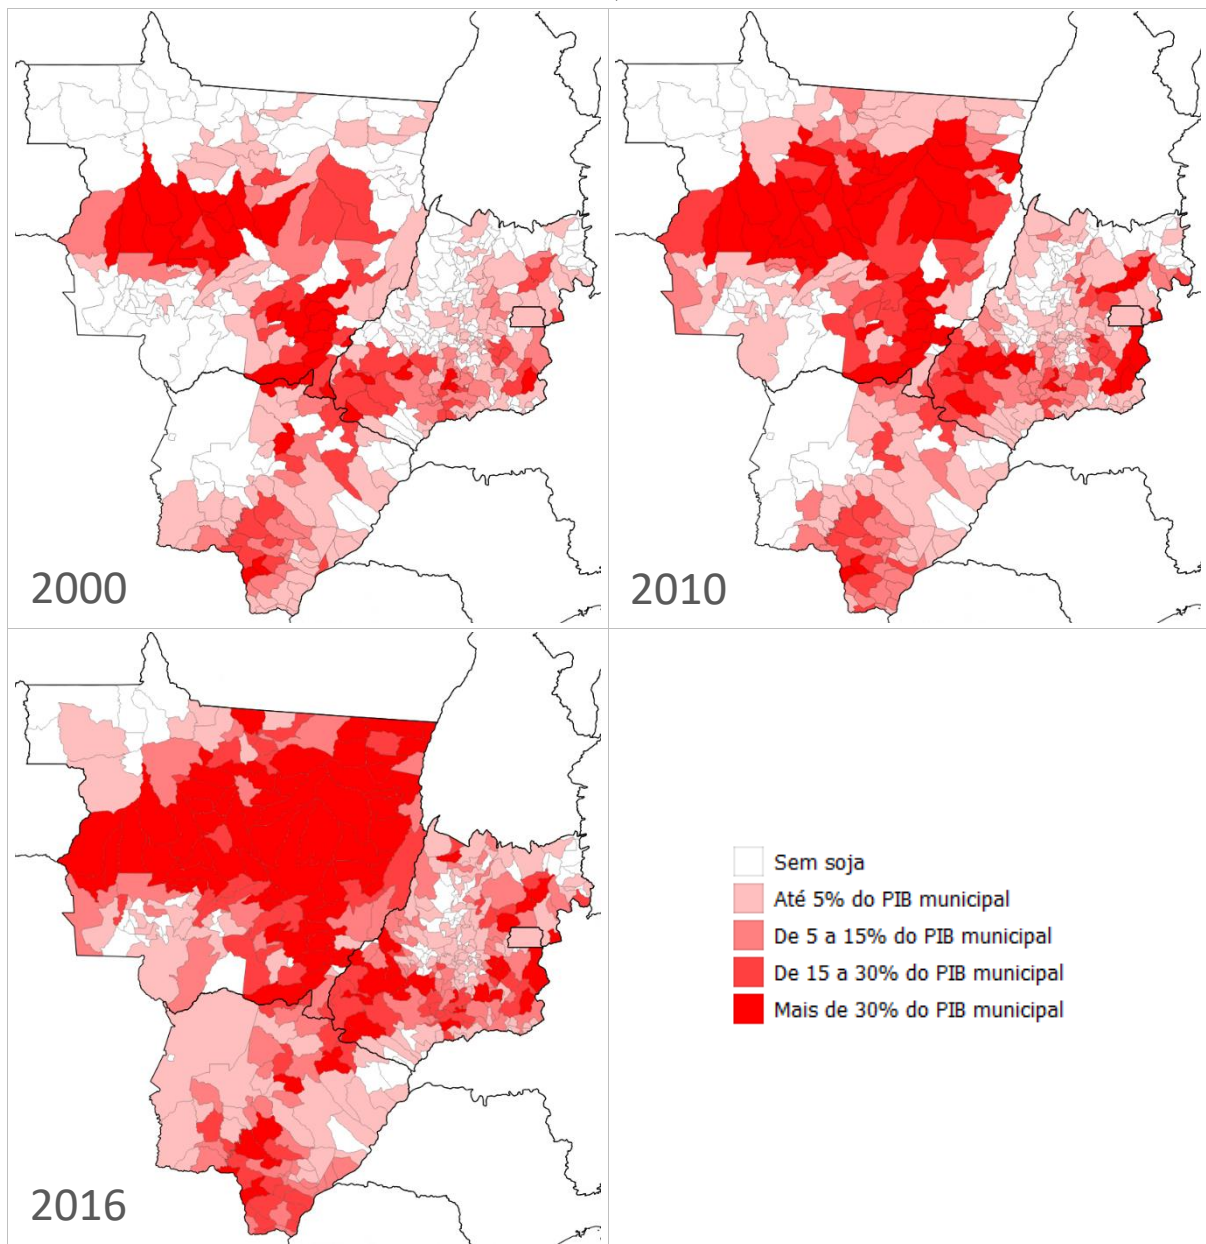 2000
2010
2016
Sem soja
Até 5% do PIB municipal
De 5 a 15% do PIB municipal
De 15 a 30% do PIB municipal
Mais de 30% do PIB municipal